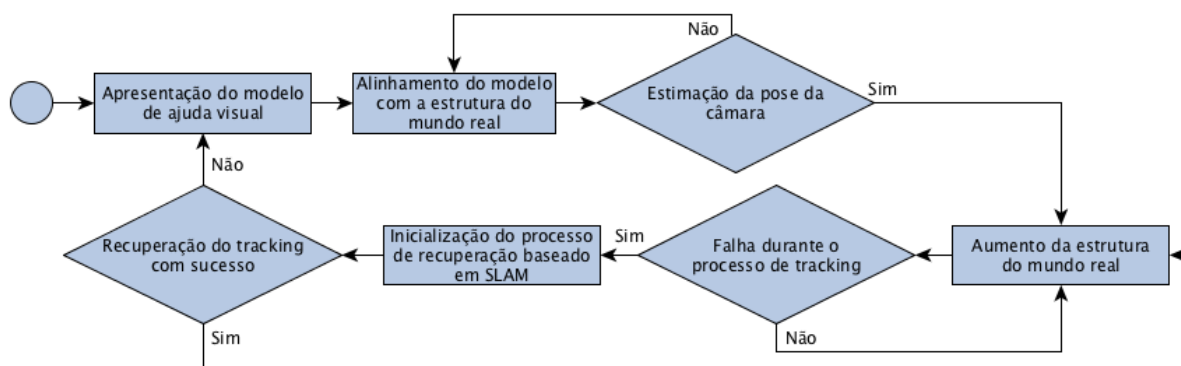 Não
Apresentação do modelo
de ajuda visual
Alinhamento do modelo
com a estrutura do
mundo real
Estimação da pose da
câmara
Sim
Não
Recuperação do tracking
com sucesso
Inicialização do processo
de recuperação baseado
em SLAM
Sim
Falha durante o
processo de tracking
Aumento da estrutura
do mundo real
Sim
Não